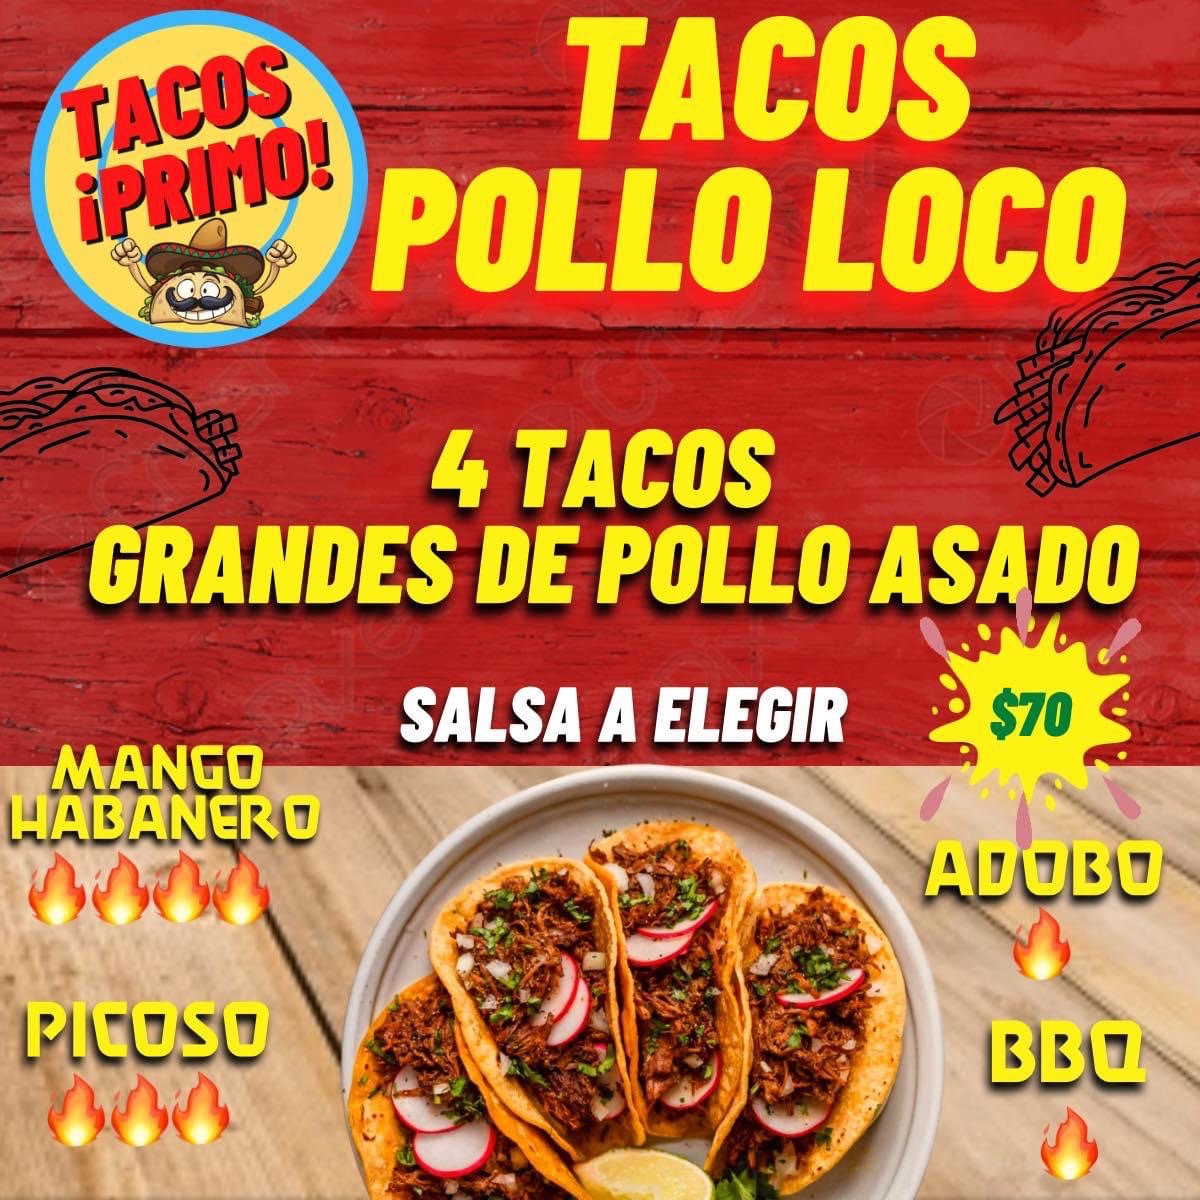 TACOS
¡PRIMO!
TACOS
POLLO LOCO
4 TACOS
GRANDES DE POLLO ASADO
$70
SALSA A ELEGIR
MANGO
HABANERO
ADOBO
PICOSO
BBQ